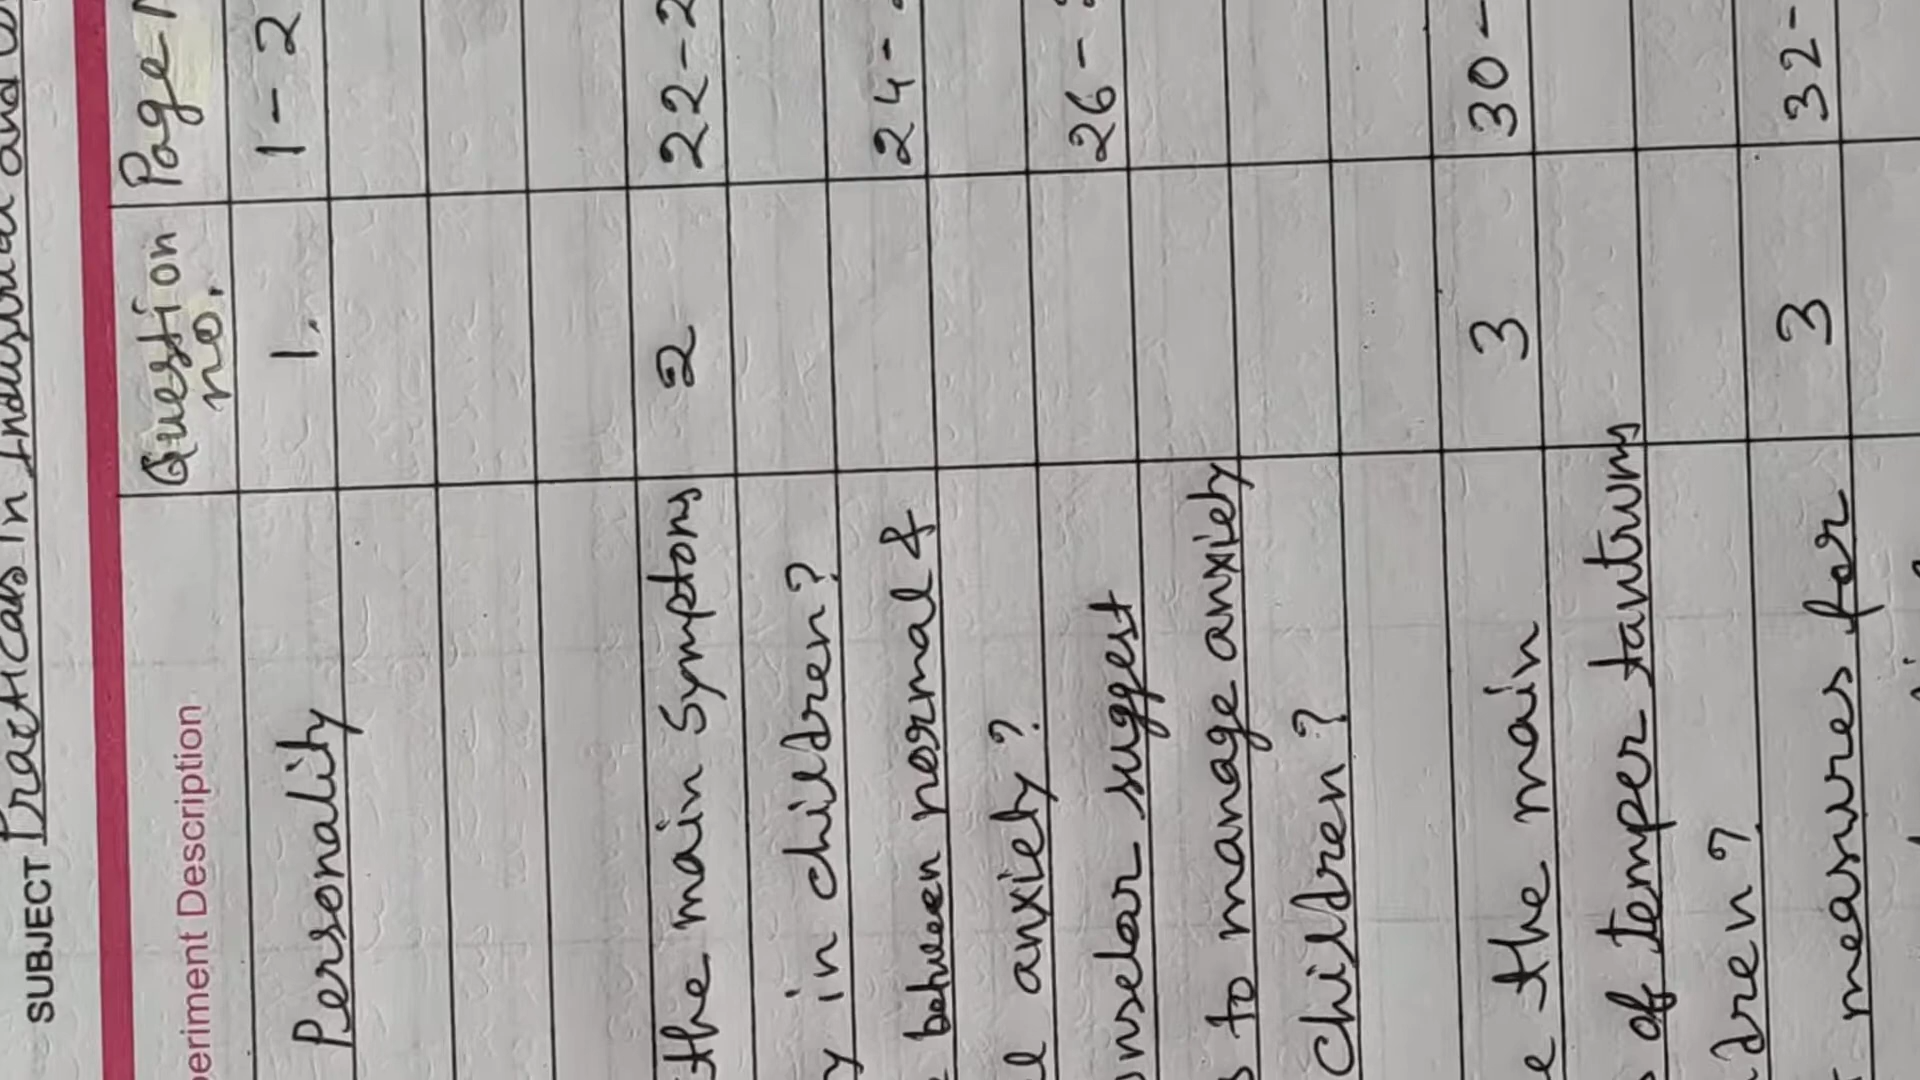 SUBJECT Practicals in Industrial and
periment Description Question no. Page
Personality 1. 1-2
the main Symptoms 2 22-2
y in children?
between normal & 24-
l anxiety?
unselor suggest 26-
s to manage anxiety
children?
e the main 3 30-
s of temper tantrums
dren?
measures for 3 32-